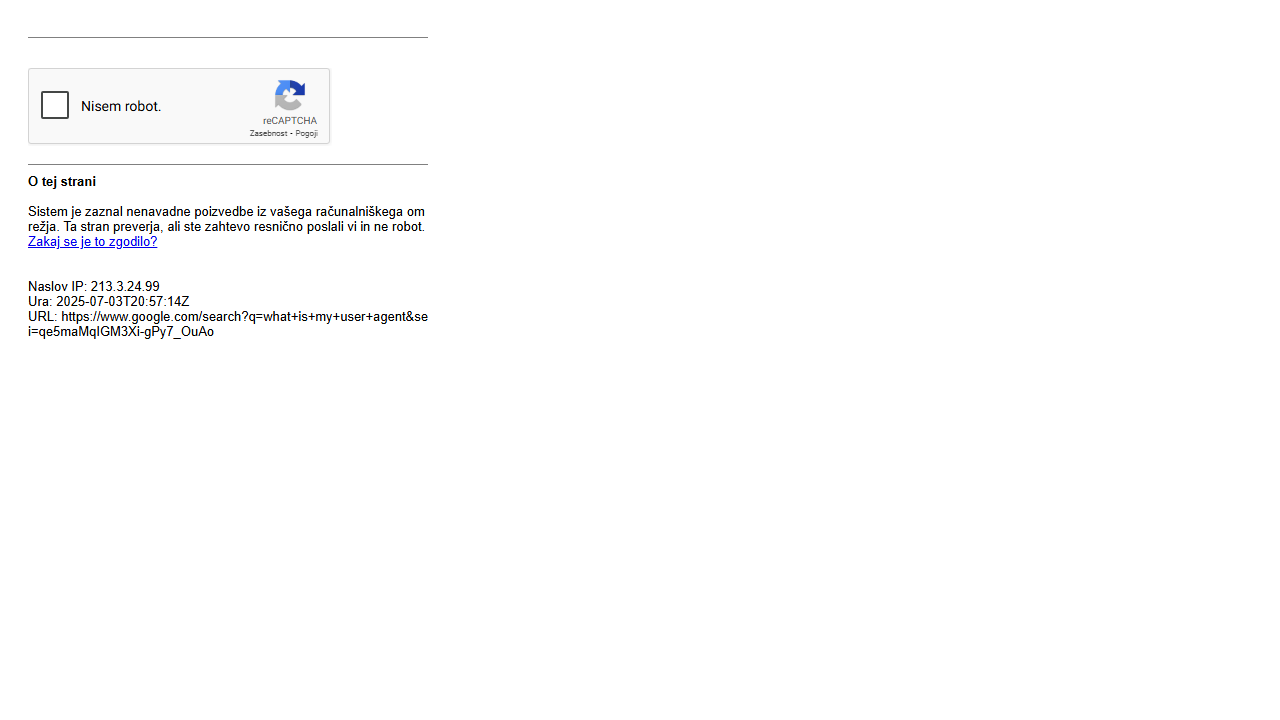 Nisem robot.
reCAPTCHA
Zasebnost - Pogoji
O tej strani
Sistem je zaznal nenavadne poizvedbe iz vašega računalniškega om
režja. Ta stran preverja, ali ste zahtevo resnično poslali vi in ne robot.
Zakaj se je to zgodilo?
Naslov IP: 213.3.24.99
Ura: 2025-07-03T20:57:14Z
URL: https://www.google.com/search?q=what+is+my+user+agent&se
i=qe5maMqIGM3Xi-gPy7_OuAo